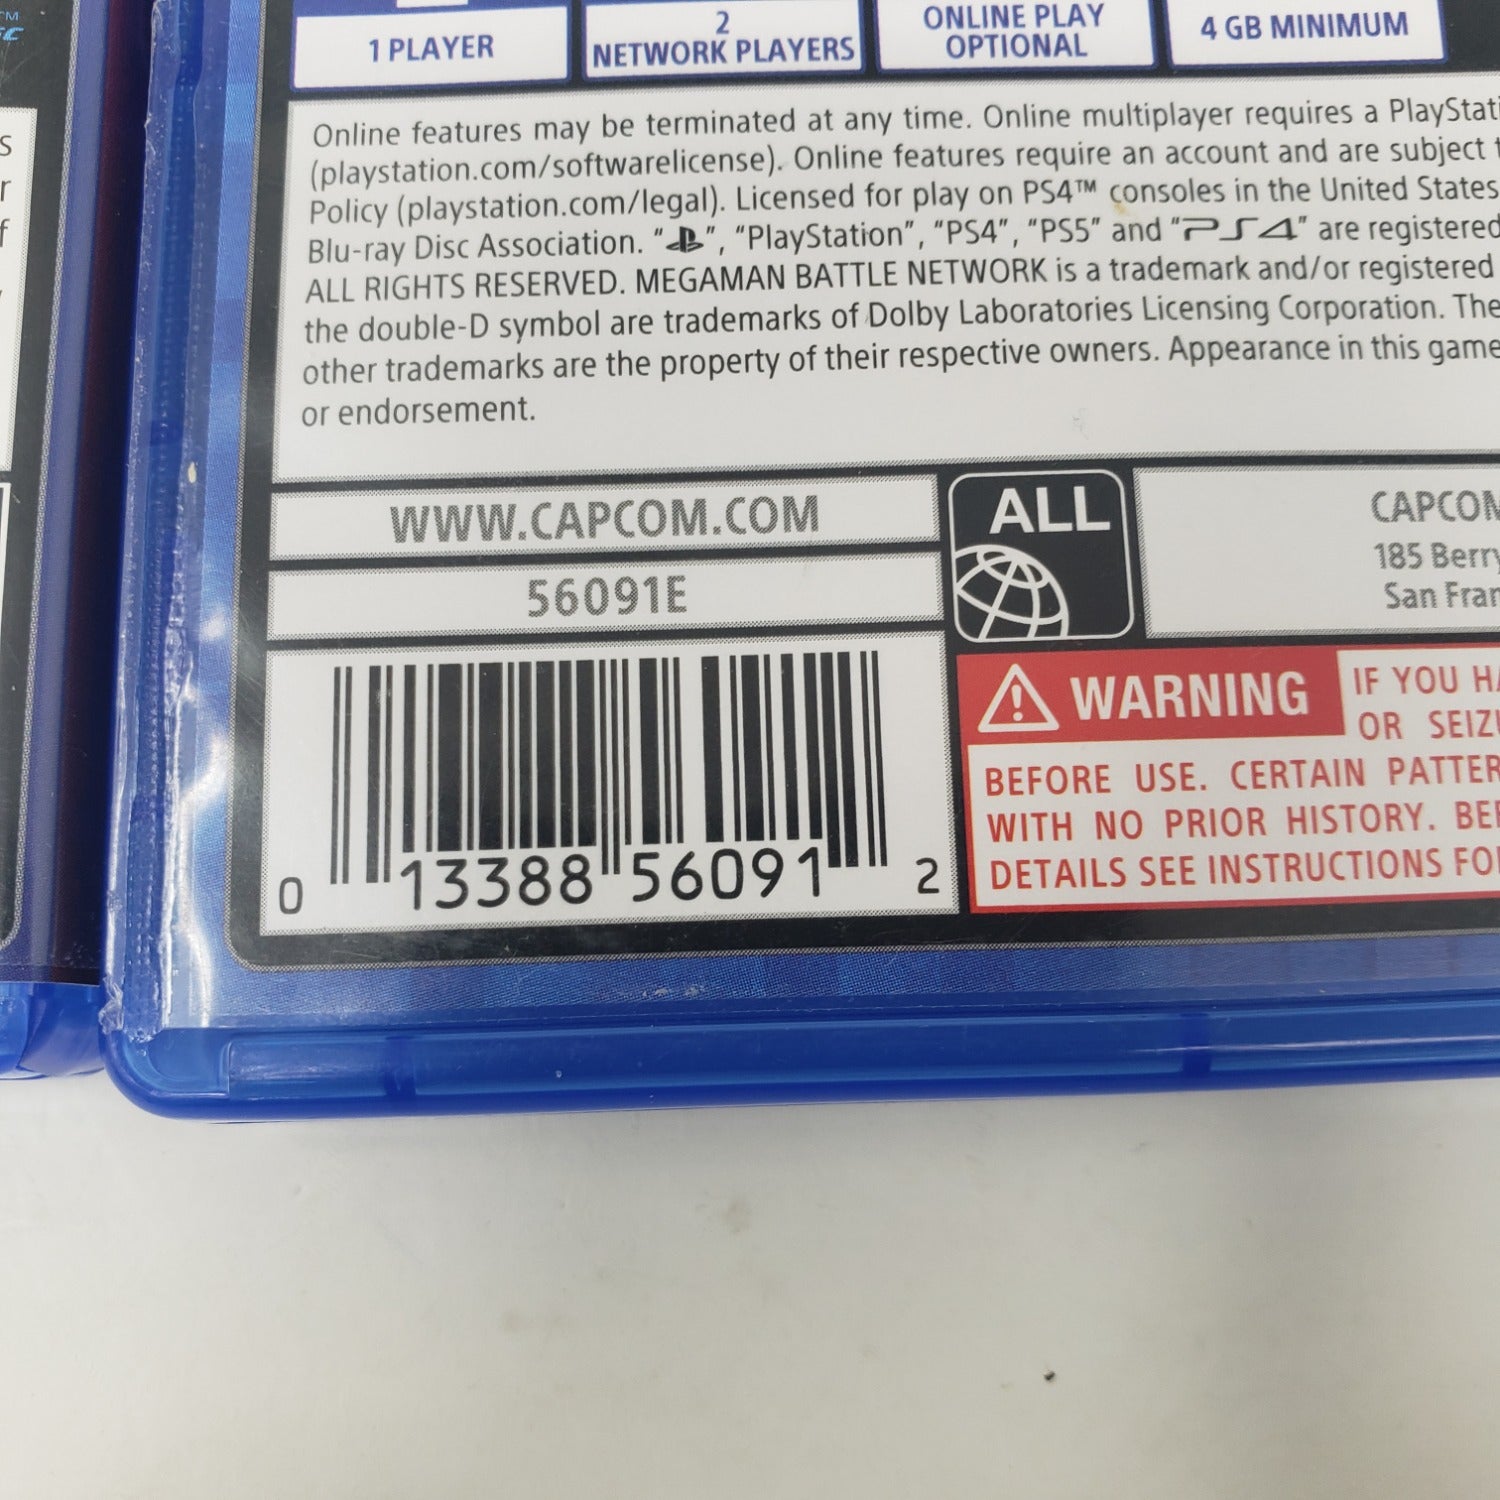 1 PLAYER
2
NETWORK PLAYERS
ONLINE PLAY
OPTIONAL
4 GB MINIMUM
Online features may be terminated at any time. Online multiplayer requires a PlayStati
(playstation.com/softwarelicense). Online features require an account and are subject t
Policy (playstation.com/legal). Licensed for play on PS4™ consoles in the United States
Blu-ray Disc Association. “ ”, “PlayStation”, “PS4”, “PS5” and “PS4” are registered
ALL RIGHTS RESERVED. MEGAMAN BATTLE NETWORK is a trademark and/or registered
the double-D symbol are trademarks of Dolby Laboratories Licensing Corporation. The
other trademarks are the property of their respective owners. Appearance in this game
or endorsement.
WWW.CAPCOM.COM
56091E
ALL
CAPCOM
185 Berry
San Fran
0 13388 56091 2
WARNING
IF YOU HA
OR SEIZU
BEFORE USE. CERTAIN PATTER
WITH NO PRIOR HISTORY. BEF
DETAILS SEE INSTRUCTIONS FO